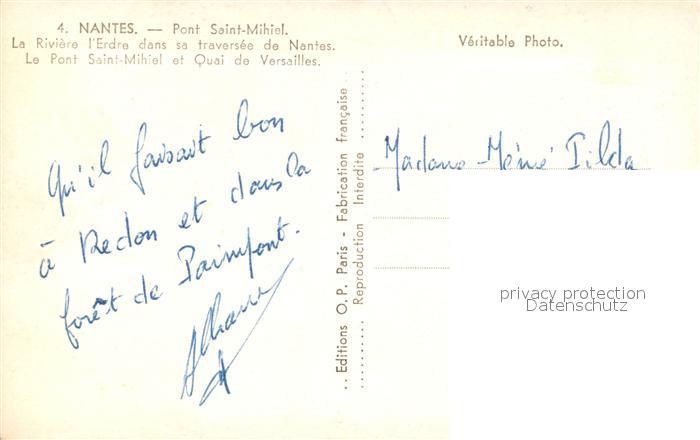 4. NANTES. — Pont Saint-Mihiel.
La Rivière l'Erdre dans sa traversée de Nantes.
Le Pont Saint-Mihiel et Quai de Versailles.
Véritable Photo.
Qu'il faisait bon
à Redon et dans la
forêt de Paimpont.
.. Editions O. P. Paris - Fabrication française ..
Reproduction Interdite
Madame Mémé Tilda
privacy protection
Datenschutz